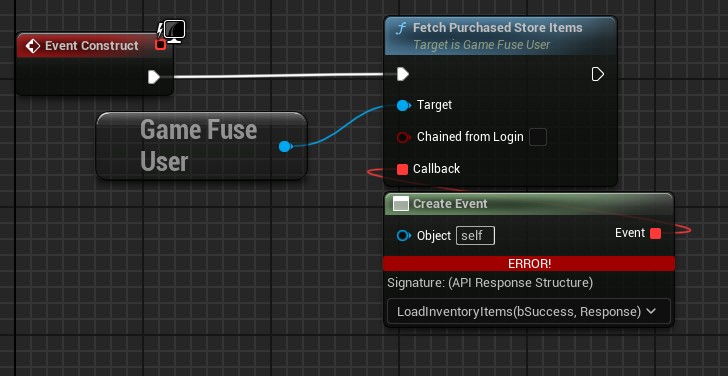 Event Construct
f Fetch Purchased Store Items
Target is Game Fuse User
Target
Game Fuse
User
Chained from Login
Callback
Create Event
Object self
Event
ERROR!
Signature: (API Response Structure)
LoadInventoryItems(bSuccess, Response)